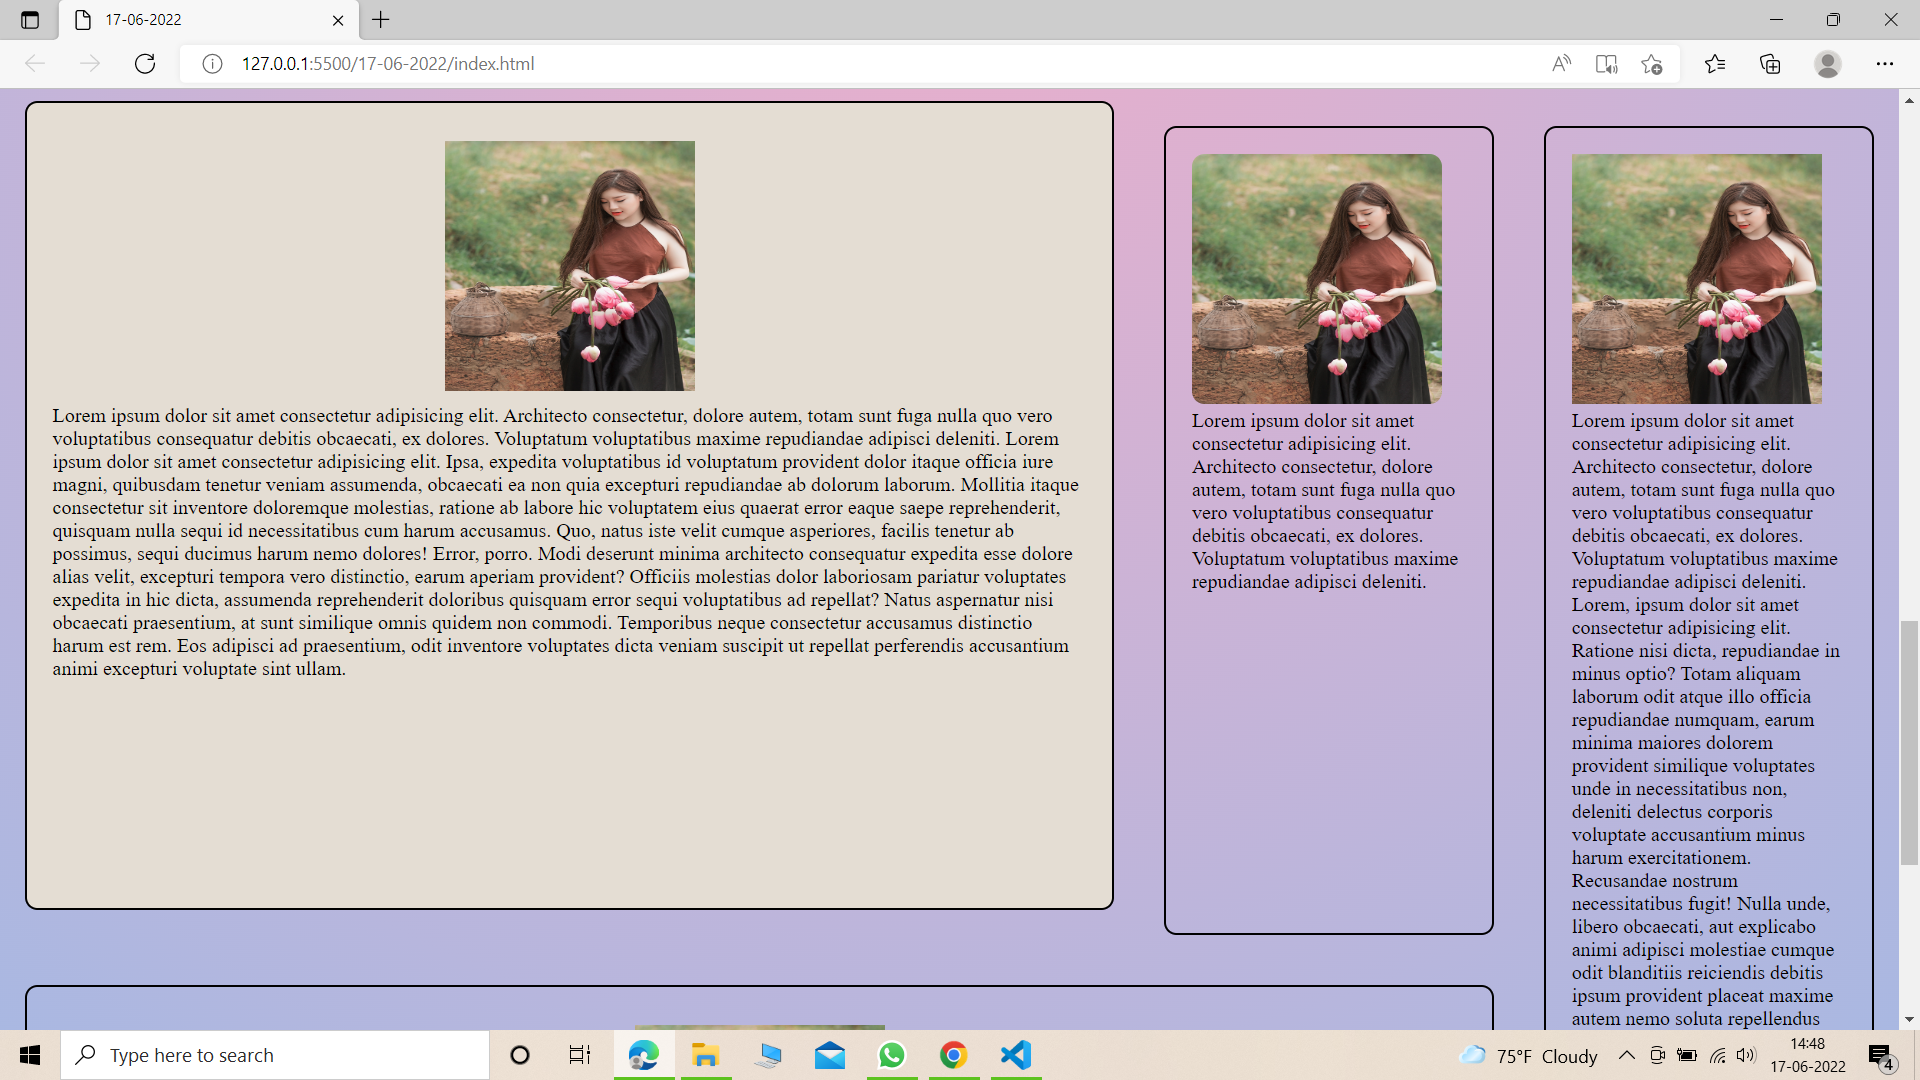 17-06-2022
127.0.0.1:5500/17-06-2022/index.html
Lorem ipsum dolor sit amet consectetur adipisicing elit. Architecto consectetur, dolore autem, totam sunt fuga nulla quo vero
voluptatibus consequatur debitis obcaecati, ex dolores. Voluptatum voluptatibus maxime repudiandae adipisci deleniti. Lorem
ipsum dolor sit amet consectetur adipisicing elit. Ipsa, expedita voluptatibus id voluptatum provident dolor itaque officia iure
magni, quibusdam tenetur veniam assumenda, obcaecati ea non quia excepturi repudiandae ab dolorum laborum. Mollitia itaque
consectetur sit inventore doloremque molestias, ratione ab labore hic voluptatem eius quaerat error eaque saepe reprehenderit,
quisquam nulla sequi id necessitatibus cum harum accusamus. Quo, natus iste velit cumque asperiores, facilis tenetur ab
possimus, sequi ducimus harum nemo dolores! Error, porro. Modi deserunt minima architecto consequatur expedita esse dolore
alias velit, excepturi tempora vero distinctio, earum aperiam provident? Officiis molestias dolor laboriosam pariatur voluptates
expedita in hic dicta, assumenda reprehenderit doloribus quisquam error sequi voluptatibus ad repellat? Natus aspernatur nisi
obcaecati praesentium, at sunt similique omnis quidem non commodi. Temporibus neque consectetur accusamus distinctio
harum est rem. Eos adipisci ad praesentium, odit inventore voluptates dicta veniam suscipit ut repellat perferendis accusantium
animi excepturi voluptate sint ullam.
Lorem ipsum dolor sit amet
consectetur adipisicing elit.
Architecto consectetur, dolore
autem, totam sunt fuga nulla quo
vero voluptatibus consequatur
debitis obcaecati, ex dolores.
Voluptatum voluptatibus maxime
repudiandae adipisci deleniti.
Lorem ipsum dolor sit amet
consectetur adipisicing elit.
Architecto consectetur, dolore
autem, totam sunt fuga nulla quo
vero voluptatibus consequatur
debitis obcaecati, ex dolores.
Voluptatum voluptatibus maxime
repudiandae adipisci deleniti.
Lorem, ipsum dolor sit amet
consectetur adipisicing elit.
Ratione nisi dicta, repudiandae in
minus optio? Totam aliquam
laborum odit atque illo officia
repudiandae numquam, earum
minima maiores dolorem
provident similique voluptates
unde in necessitatibus non,
deleniti delectus corporis
voluptate accusantium minus
harum exercitationem.
Recusandae nostrum
necessitatibus fugit! Nulla unde,
libero obcaecati, aut explicabo
animi adipisci molestiae cumque
odit blanditiis reiciendis debitis
ipsum provident placeat maxime
autem nemo soluta repellendus
Type here to search
75°F Cloudy
14:48
17-06-2022
4